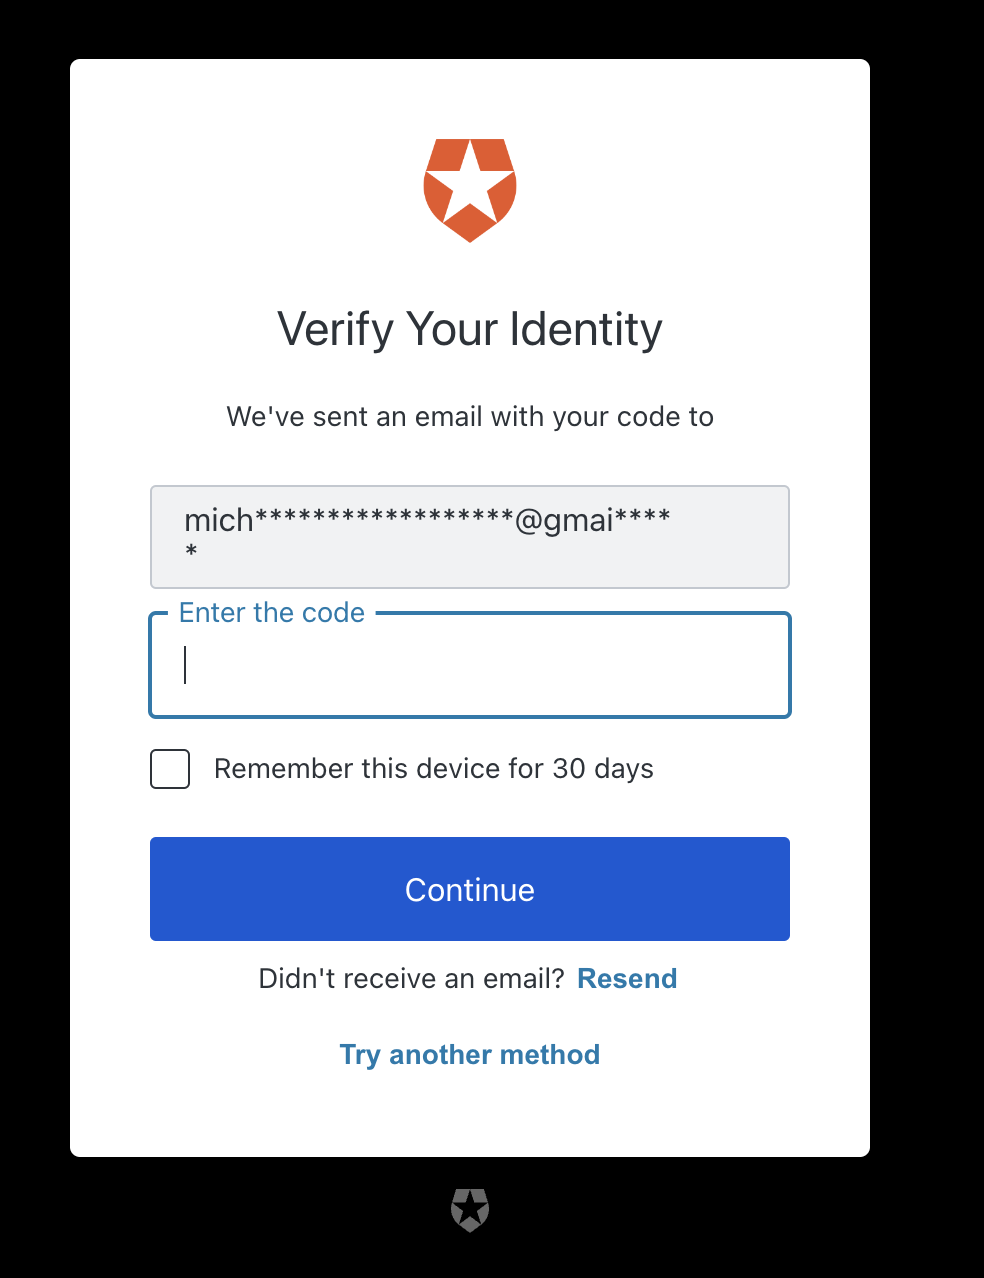 Verify Your Identity
We've sent an email with your code to
mich******************@gmai****
*
Enter the code
Remember this device for 30 days
Continue
Didn't receive an email? Resend
Try another method